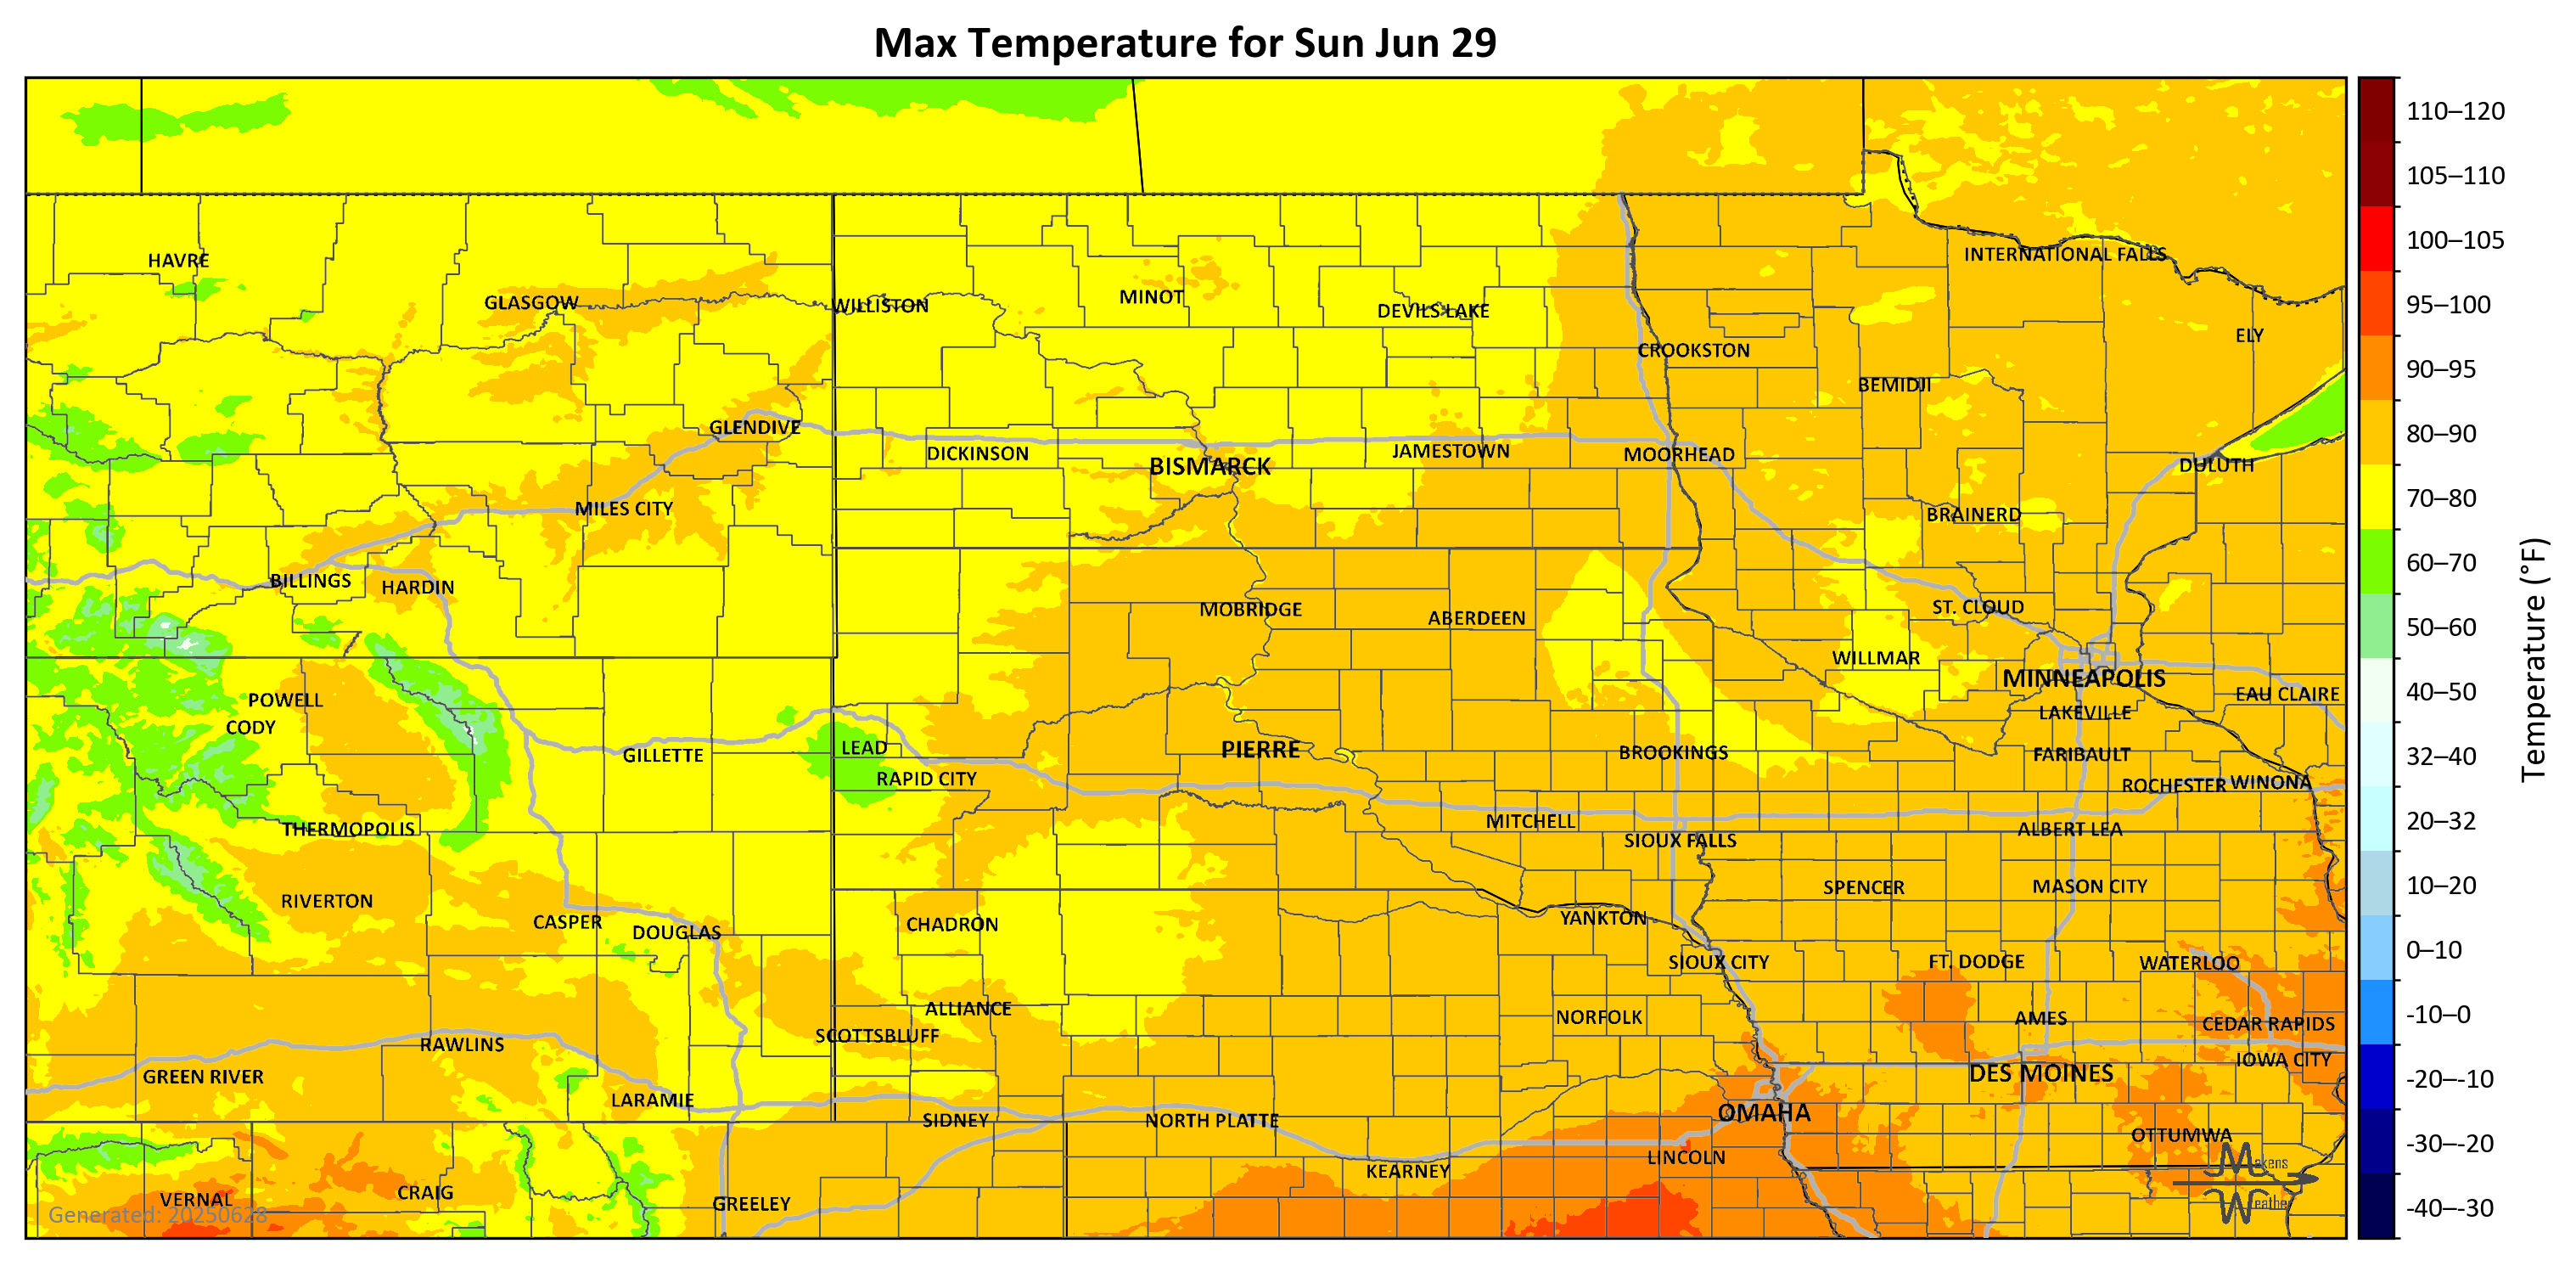 Max Temperature for Sun Jun 29
110–120
105–110
100–105
95–100
90–95
80–90
70–80
60–70
50–60
40–50
32–40
20–32
10–20
0–10
-10–0
-20–-10
-30–-20
-40–-30
Temperature (°F)
HAVRE
GLASGOW
WILLISTON
MINOT
DEVILS LAKE
INTERNATIONAL FALLS
ELY
CROOKSTON
BEMIDJI
GLENDIVE
DICKINSON
BISMARCK
JAMESTOWN
MOORHEAD
DULUTH
MILES CITY
BRAINERD
BILLINGS
HARDIN
MOBRIDGE
ABERDEEN
ST. CLOUD
WILLMAR
MINNEAPOLIS
EAU CLAIRE
LAKEVILLE
POWELL
CODY
GILLETTE
LEAD
RAPID CITY
PIERRE
BROOKINGS
FARIBAULT
ROCHESTER
WINONA
THERMOPOLIS
MITCHELL
SIOUX FALLS
ALBERT LEA
RIVERTON
CASPER
DOUGLAS
CHADRON
YANKTON
SPENCER
MASON CITY
SIOUX CITY
FT. DODGE
WATERLOO
ALLIANCE
SCOTTSBLUFF
NORFOLK
AMES
CEDAR RAPIDS
IOWA CITY
RAWLINS
GREEN RIVER
LARAMIE
SIDNEY
NORTH PLATTE
OMAHA
DES MOINES
OTTUMWA
KEARNEY
LINCOLN
VERNAL
CRAIG
GREELEY
Generated: 20250628
Makens
Weather